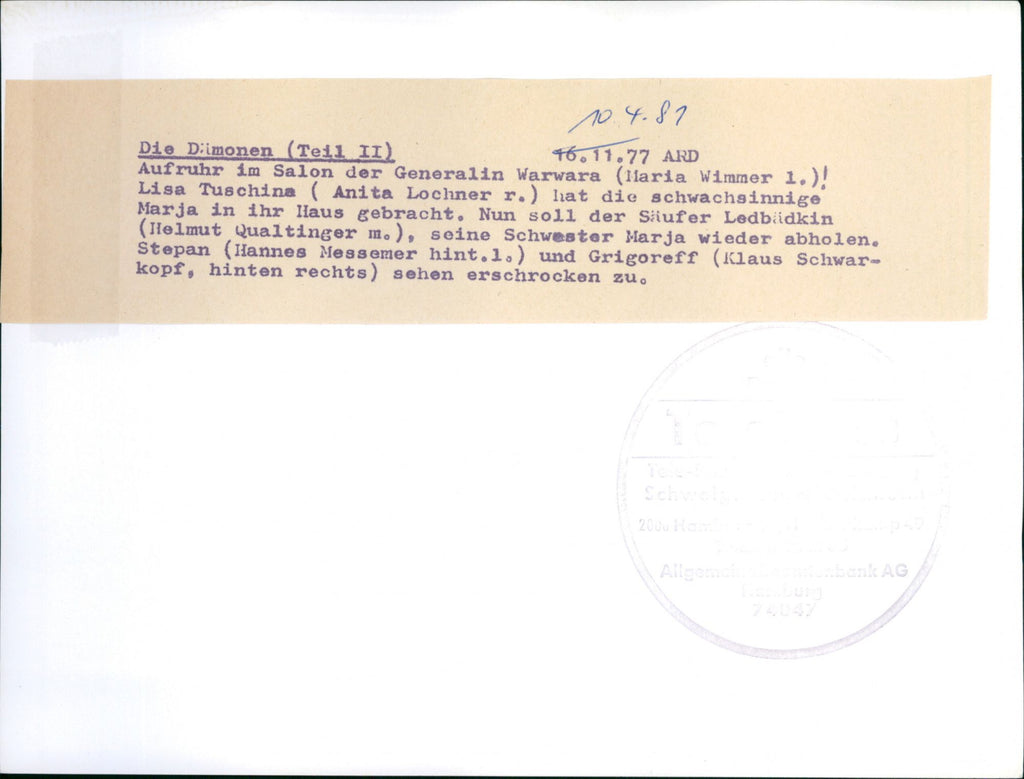 10.4.81
Die Dämonen (Teil II) 16.11.77 ARD
Aufruhr im Salon der Generalin Warwara (Maria Wimmer l.)!
Lisa Tuschina ( Anita Lochner r.) hat die schwachsinnige
Marja in ihr Haus gebracht. Nun soll der Säufer Ledbädkin
(Helmut Qualtinger m.), seine Schwester Marja wieder abholen.
Stepan (Hannes Messemer hint.l.) und Grigoreff (Klaus Schwar-
kopf, hinten rechts) sehen erschrocken zu.
Allgemeine AG
Hamburg